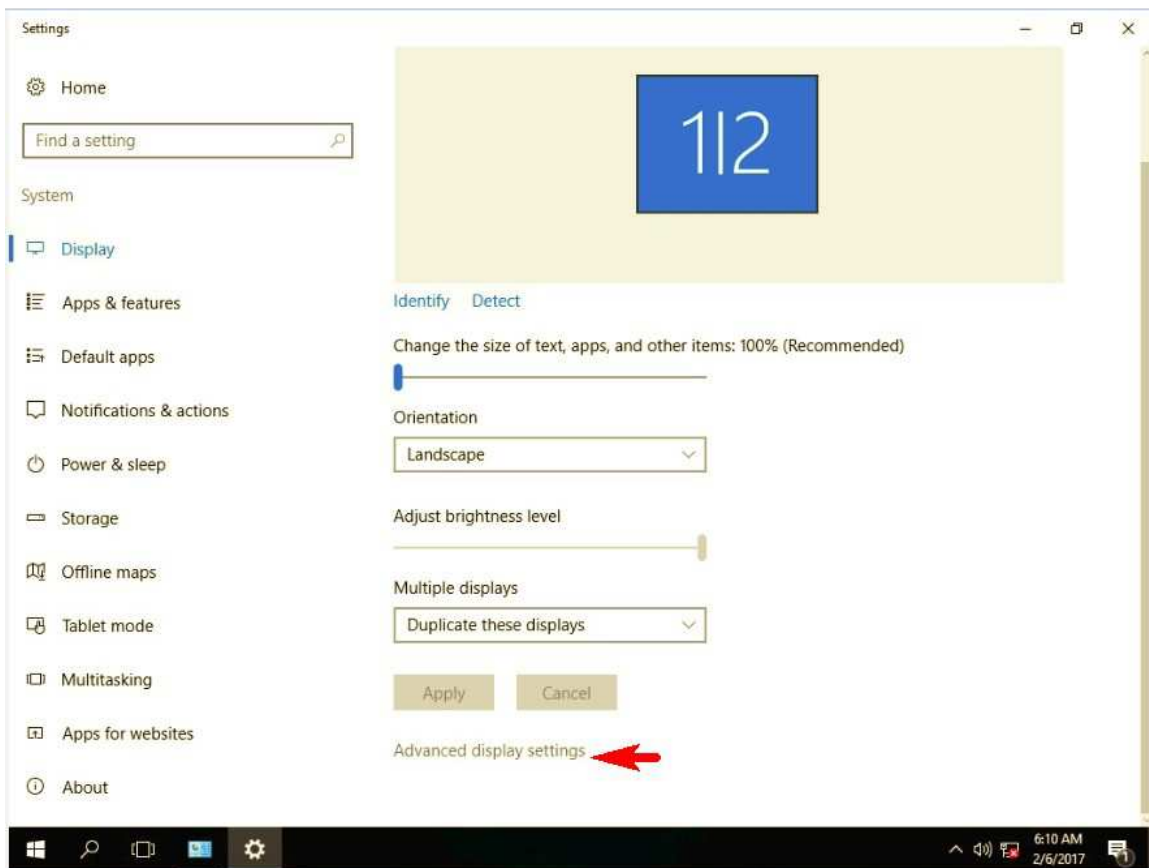 Settings
Home
Find a setting
System
Display
Apps & features
Default apps
Notifications & actions
Power & sleep
Storage
Offline maps
Tablet mode
Multitasking
Apps for websites
About
1|2
Identify Detect
Change the size of text, apps, and other items: 100% (Recommended)
Orientation
Landscape
Adjust brightness level
Multiple displays
Duplicate these displays
Apply Cancel
Advanced display settings
6:10 AM
2/6/2017
1